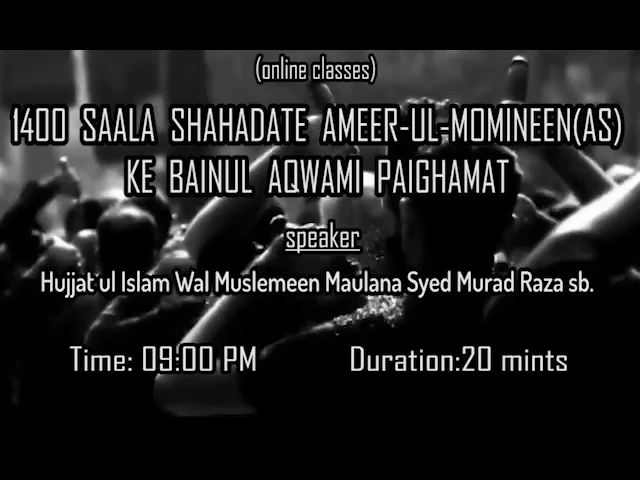 (online classes)
1400 SAALA SHAHADATE AMEER-UL-MOMINEEN(AS)
KE BAINUL AQWAMI PAIGHAMAT
speaker
Hujjat ul Islam Wal Muslemeen Maulana Syed Murad Raza sb.
Time: 09:00 PM Duration:20 mints